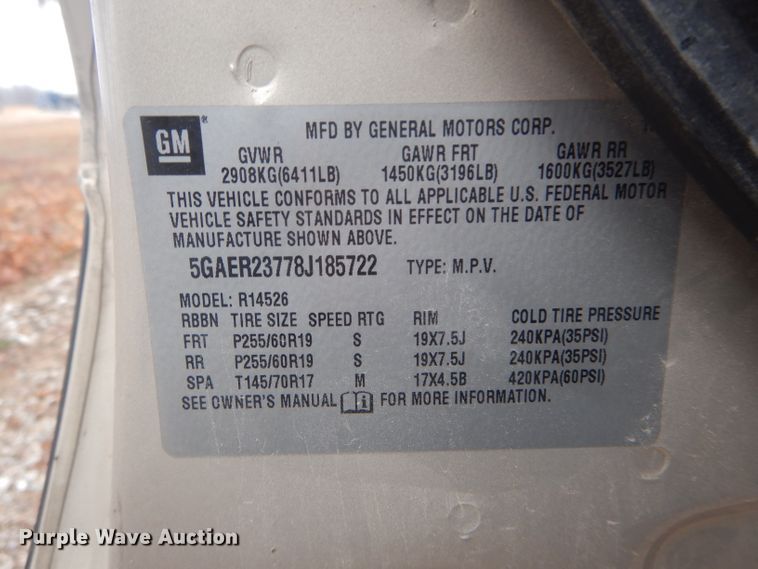 GM
MFD BY GENERAL MOTORS CORP.
GVWR GAWR FRT GAWR RR
2908KG(6411LB) 1450KG(3196LB) 1600KG(3527LB)
THIS VEHICLE CONFORMS TO ALL APPLICABLE U.S. FEDERAL MOTOR
VEHICLE SAFETY STANDARDS IN EFFECT ON THE DATE OF
MANUFACTURE SHOWN ABOVE.
5GAER23778J185722 TYPE: M.P.V.
MODEL: R14526
RBBN TIRE SIZE SPEED RTG RIM COLD TIRE PRESSURE
FRT P255/60R19 S 19X7.5J 240KPA(35PSI)
RR P255/60R19 S 19X7.5J 240KPA(35PSI)
SPA T145/70R17 M 17X4.5B 420KPA(60PSI)
SEE OWNER'S MANUAL FOR MORE INFORMATION.
Purple Wave Auction